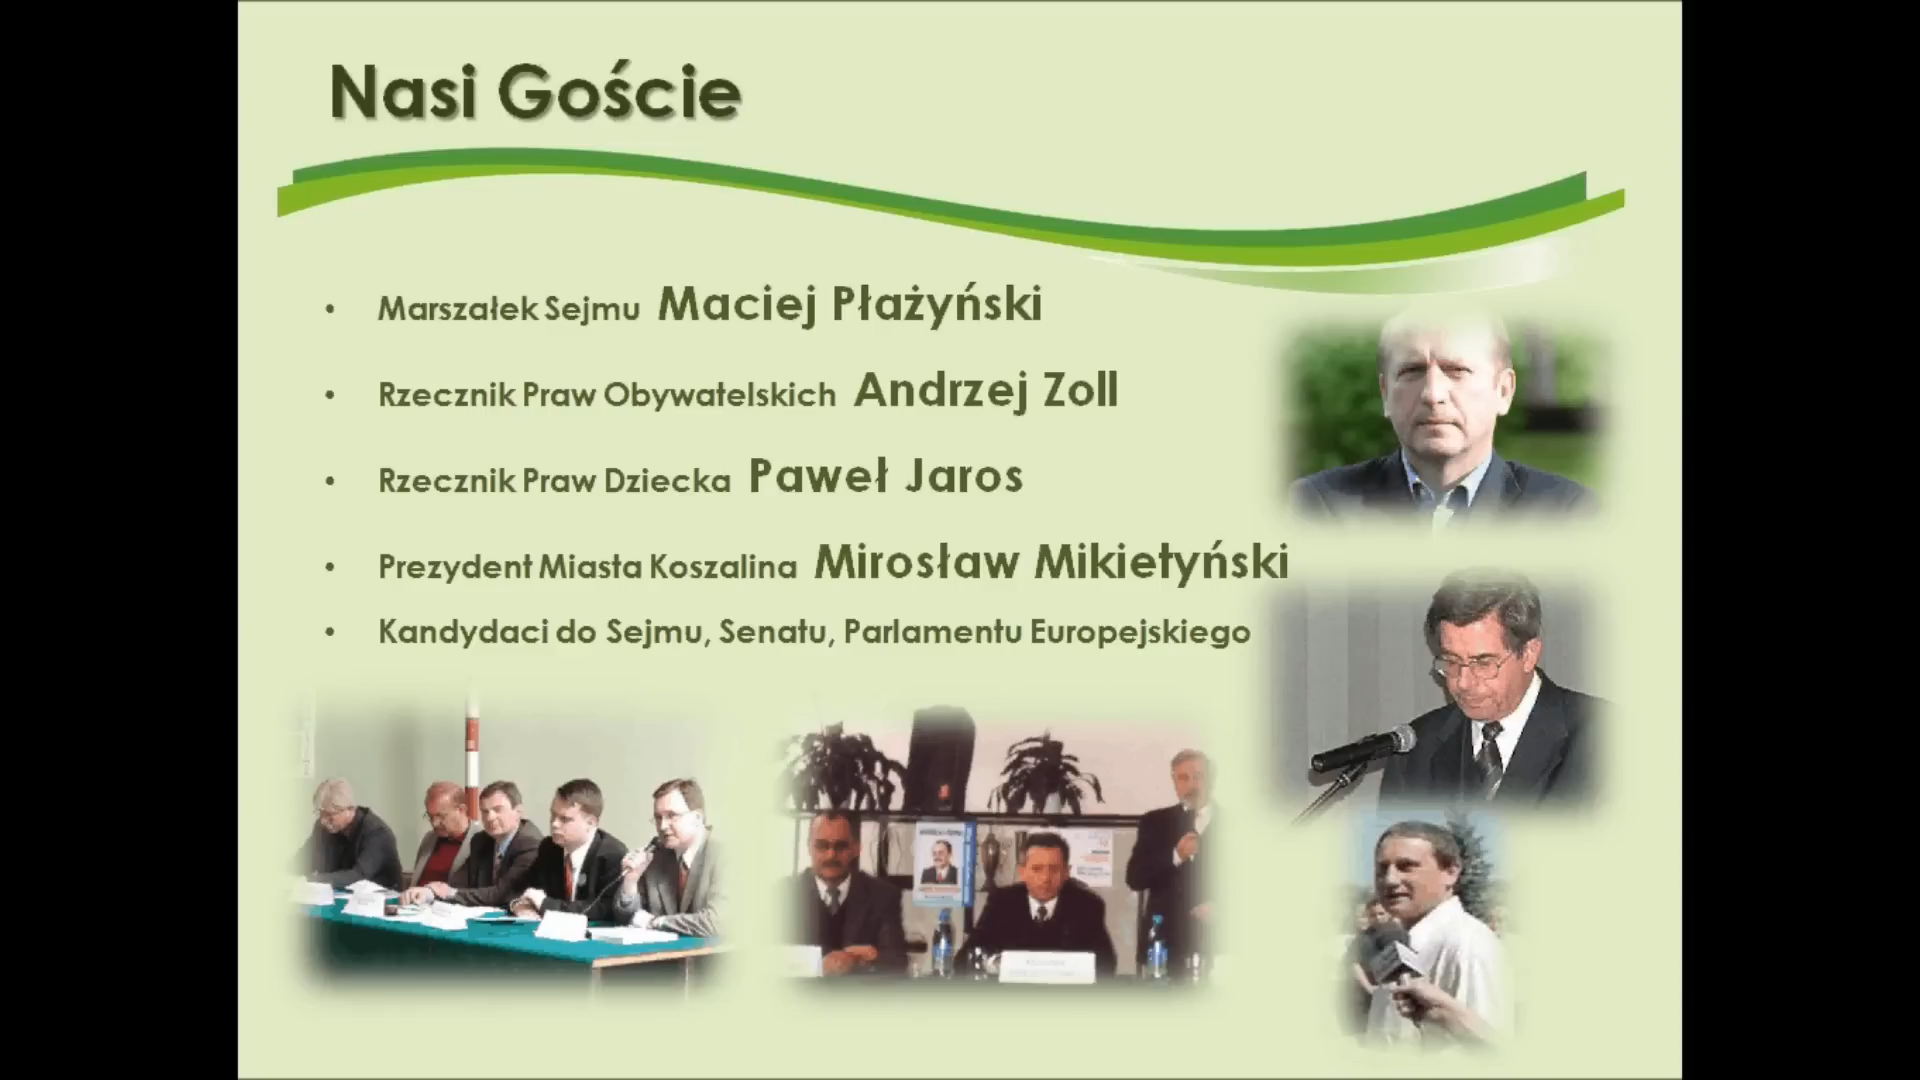 Nasi Goście
• Marszałek Sejmu Maciej Płażyński
• Rzecznik Praw Obywatelskich Andrzej Zoll
• Rzecznik Praw Dziecka Paweł Jaros
• Prezydent Miasta Koszalina Mirosław Mikietyński
• Kandydaci do Sejmu, Senatu, Parlamentu Europejskiego